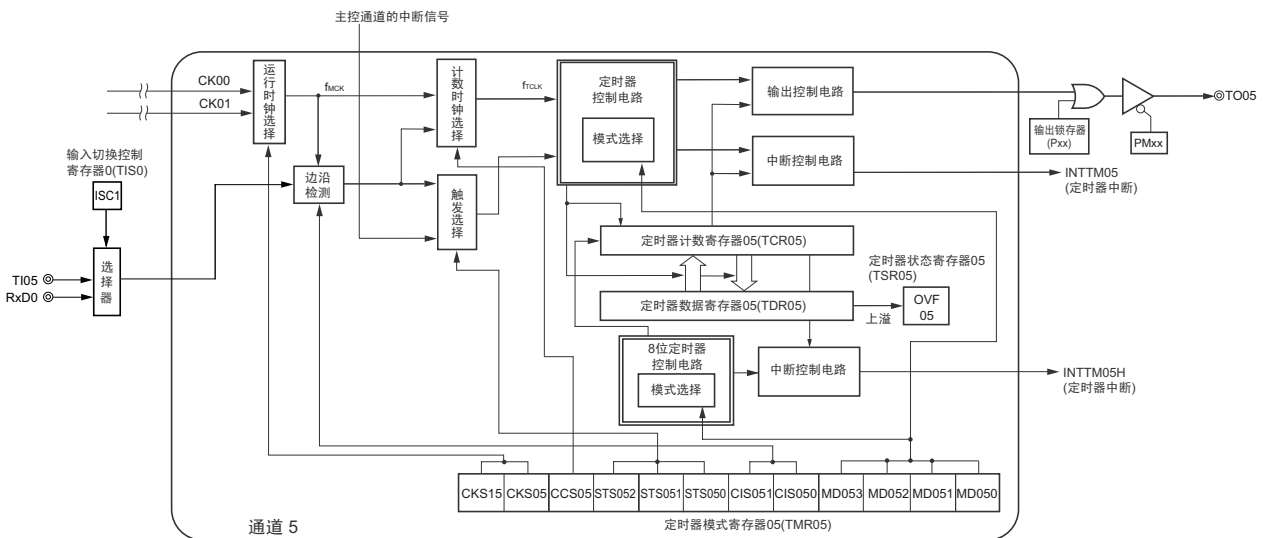 主控通道的中断信号
CK00
CK01
运行时钟选择
fMCK
计数时钟选择
fTCLK
定时器
控制电路
模式选择
输出控制电路
TO05
输出锁存器
(Pxx)
PMxx
中断控制电路
INTTM05
(定时器中断)
输入切换控制
寄存器0(TIS0)
ISC1
边沿
检测
触发选择
选择器
TI05
RxD0
定时器计数寄存器05(TCR05)
定时器状态寄存器05
(TSR05)
定时器数据寄存器05(TDR05)
上溢
OVF
05
8位定时器
控制电路
模式选择
中断控制电路
INTTM05H
(定时器中断)
CKS15 CKS05 CCS05 STS052 STS051 STS050 CIS051 CIS050 MD053 MD052 MD051 MD050
定时器模式寄存器05(TMR05)
通道 5